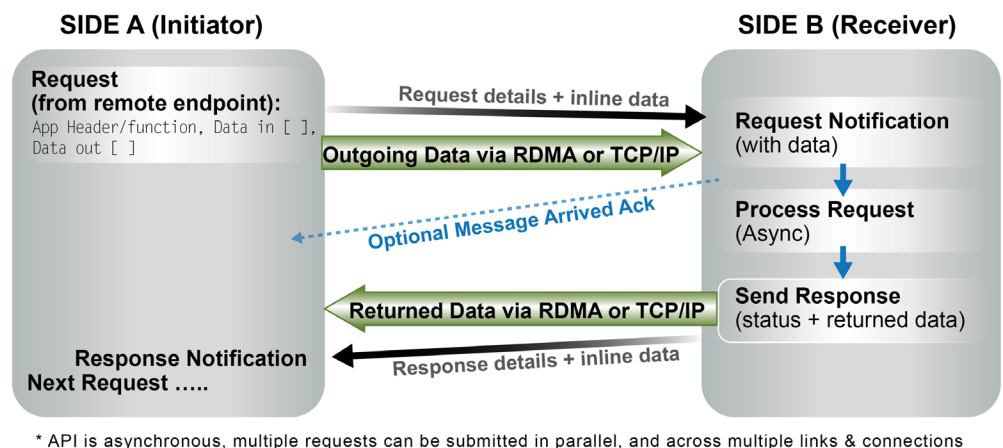 SIDE A (Initiator)
SIDE B (Receiver)
Request
(from remote endpoint):
App Header/function, Data in [ ],
Data out [ ]
Request details + inline data
Outgoing Data via RDMA or TCP/IP
Request Notification
(with data)
Optional Message Arrived Ack
Process Request
(Async)
Send Response
(status + returned data)
Returned Data via RDMA or TCP/IP
Response details + inline data
Response Notification
Next Request …..
* API is asynchronous, multiple requests can be submitted in parallel, and across multiple links & connections